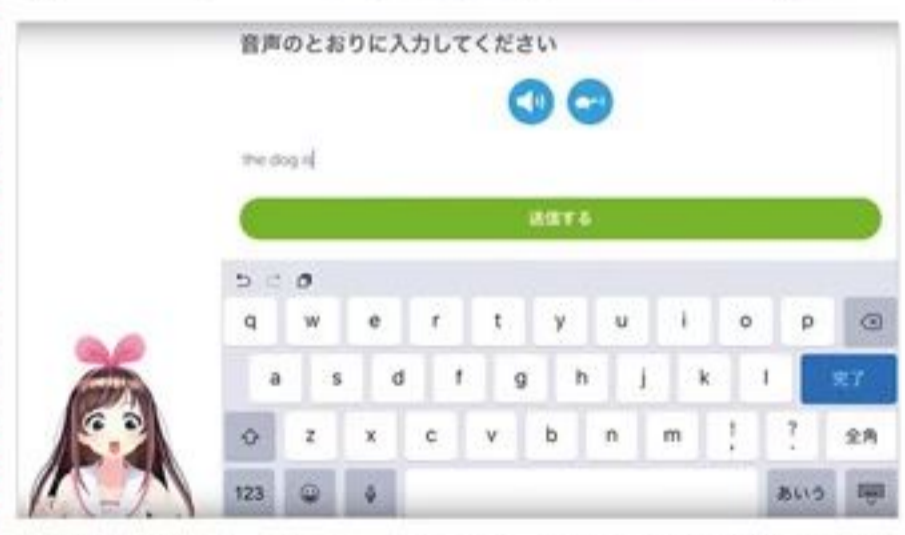 音声のとおりに入力してください
the dog is
送信する
q w e r t y u i o p
a s d f g h j k l 完了
z x c v b n m ! , ? . 全角
123 あいう